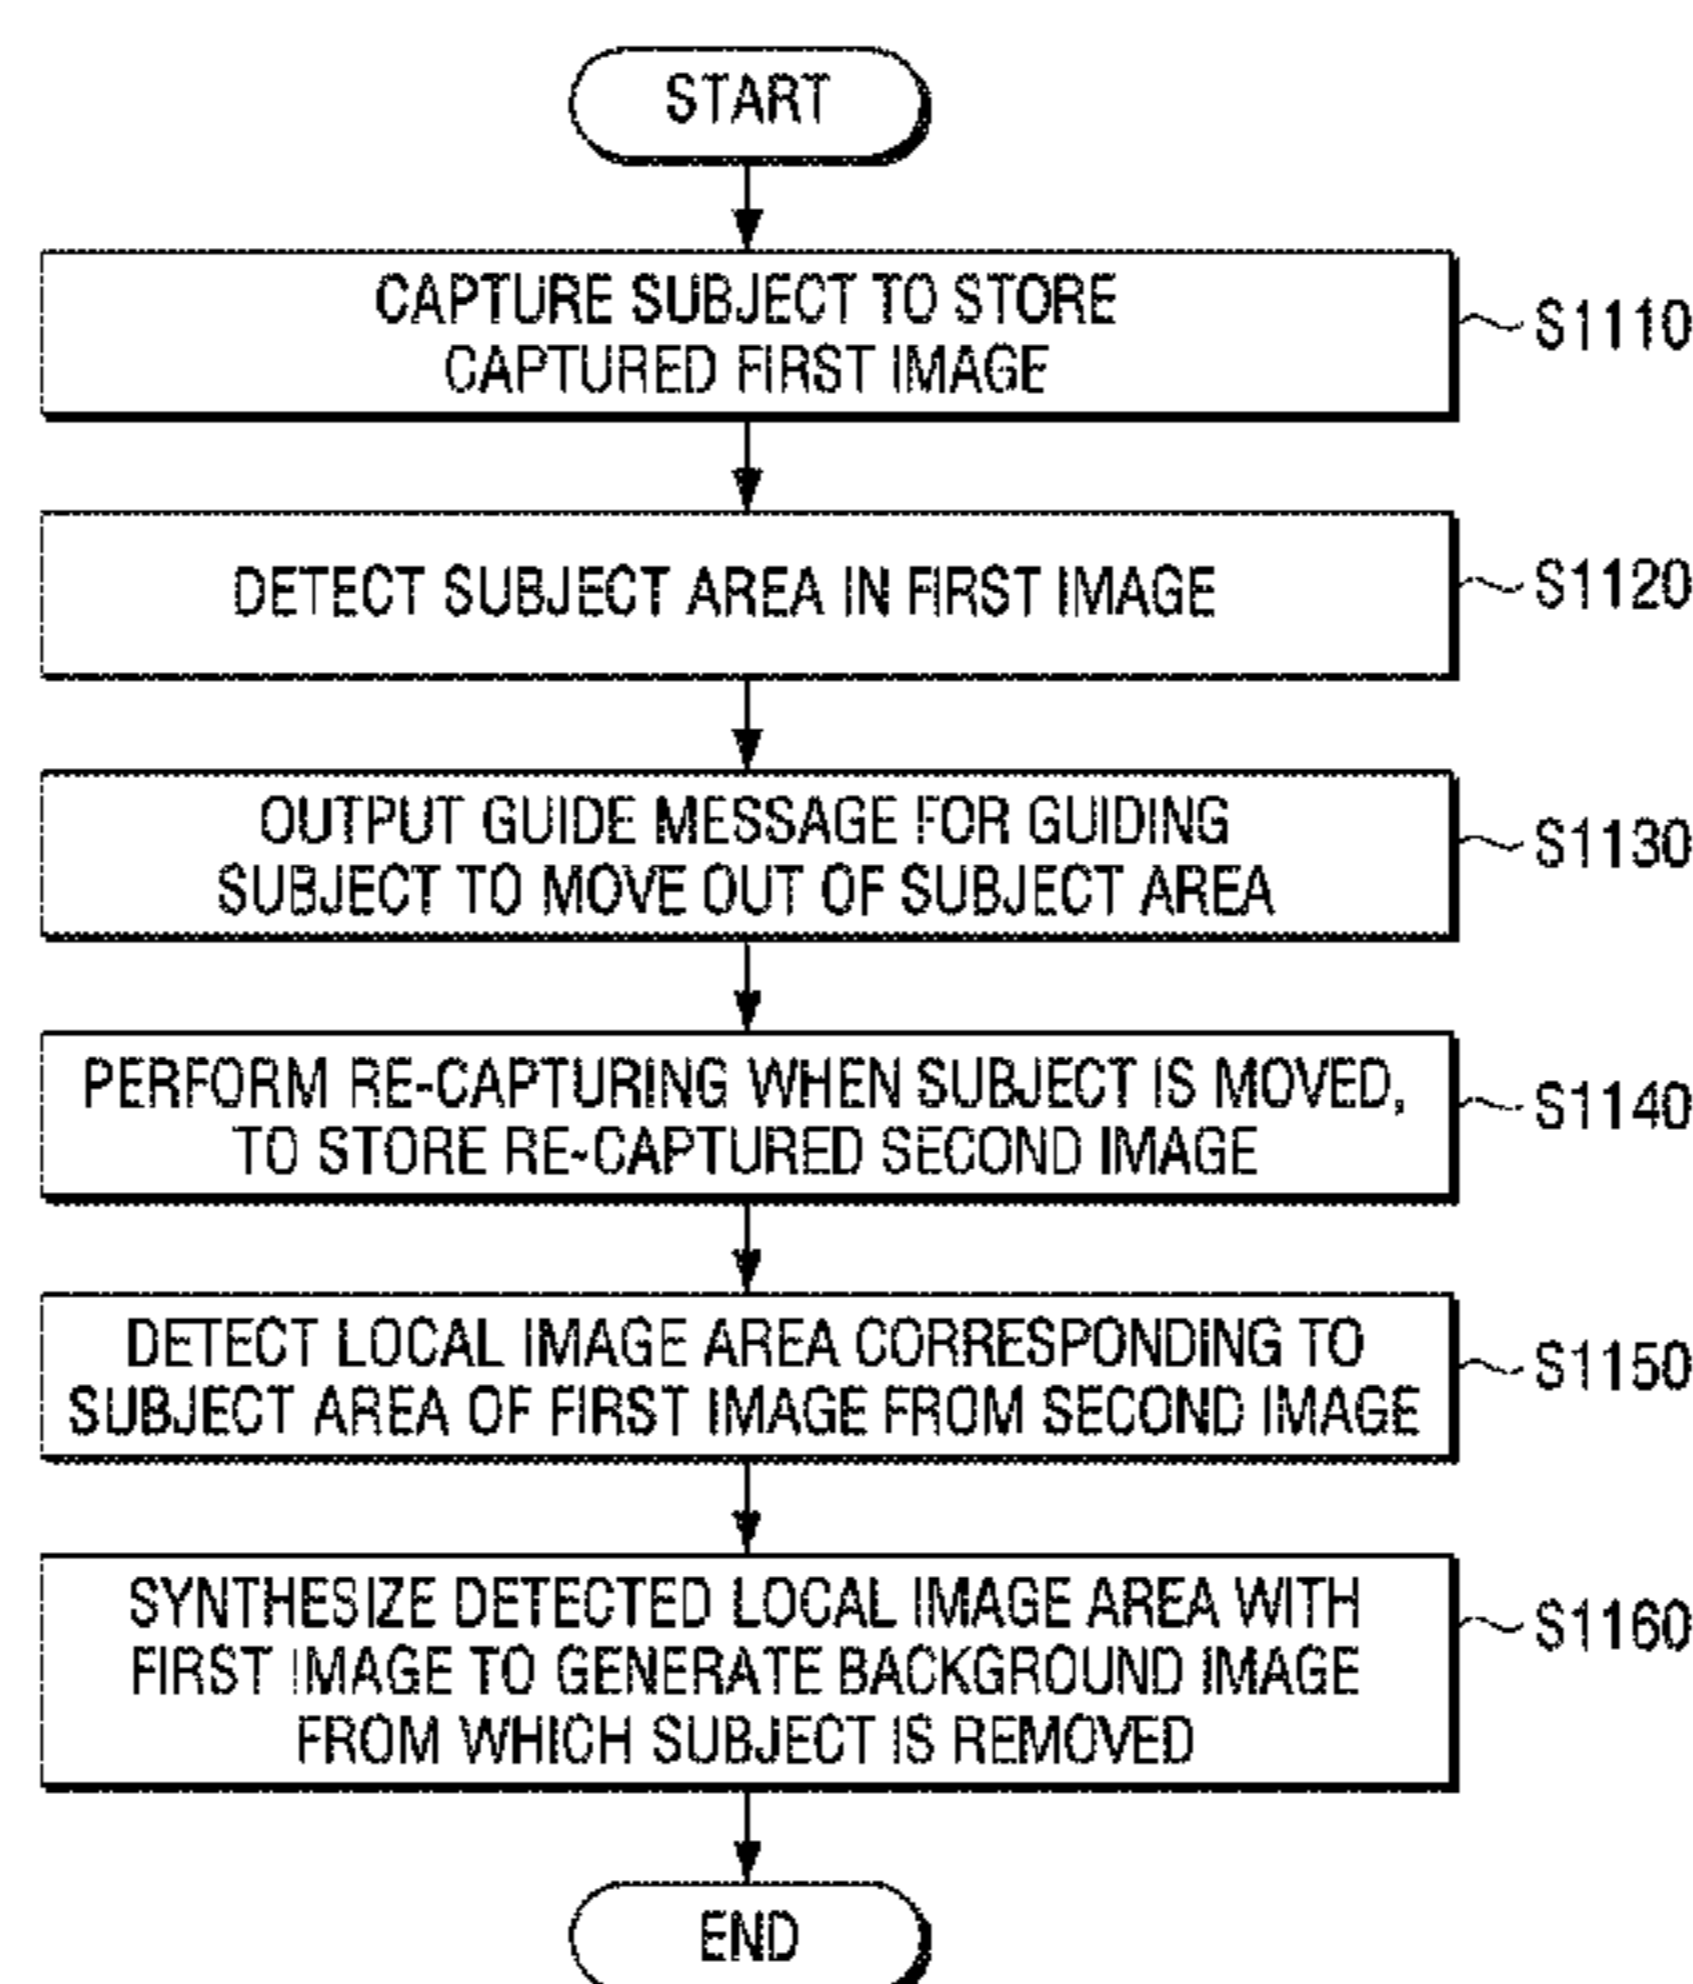 START
CAPTURE SUBJECT TO STORE
CAPTURED FIRST IMAGE
S1110
DETECT SUBJECT AREA IN FIRST IMAGE
S1120
OUTPUT GUIDE MESSAGE FOR GUIDING
SUBJECT TO MOVE OUT OF SUBJECT AREA
S1130
PERFORM RE-CAPTURING WHEN SUBJECT IS MOVED,
TO STORE RE-CAPTURED SECOND IMAGE
S1140
DETECT LOCAL IMAGE AREA CORRESPONDING TO
SUBJECT AREA OF FIRST IMAGE FROM SECOND IMAGE
S1150
SYNTHESIZE DETECTED LOCAL IMAGE AREA WITH
FIRST IMAGE TO GENERATE BACKGROUND IMAGE
FROM WHICH SUBJECT IS REMOVED
S1160
END